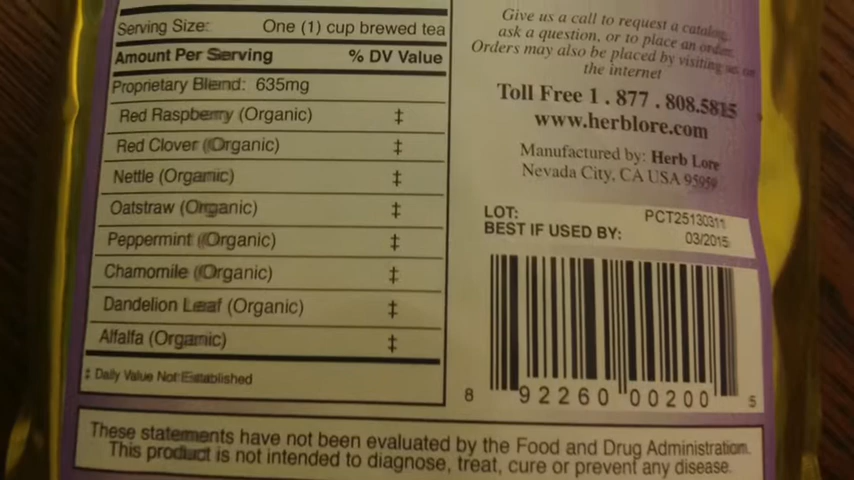 Serving Size: One (1) cup brewed tea
Amount Per Serving % DV Value
Proprietary Blend: 635mg
Red Raspberry (Organic) ‡
Red Clover (Organic) ‡
Nettle (Organic) ‡
Oatstraw (Organic) ‡
Peppermint (Organic) ‡
Chamomile (Organic) ‡
Dandelion Leaf (Organic) ‡
Alfalfa (Organic) ‡
‡ Daily Value Not Established
Give us a call to request a catalog,
ask a question, or to place an order.
Orders may also be placed by visiting us on
the internet
Toll Free 1 . 877 . 808.5815
www.herblore.com
Manufactured by: Herb Lore
Nevada City, CA USA 95959
LOT: PCT25130311
BEST IF USED BY: 03/2015
8 92260 00200 5
These statements have not been evaluated by the Food and Drug Administration.
This product is not intended to diagnose, treat, cure or prevent any disease.